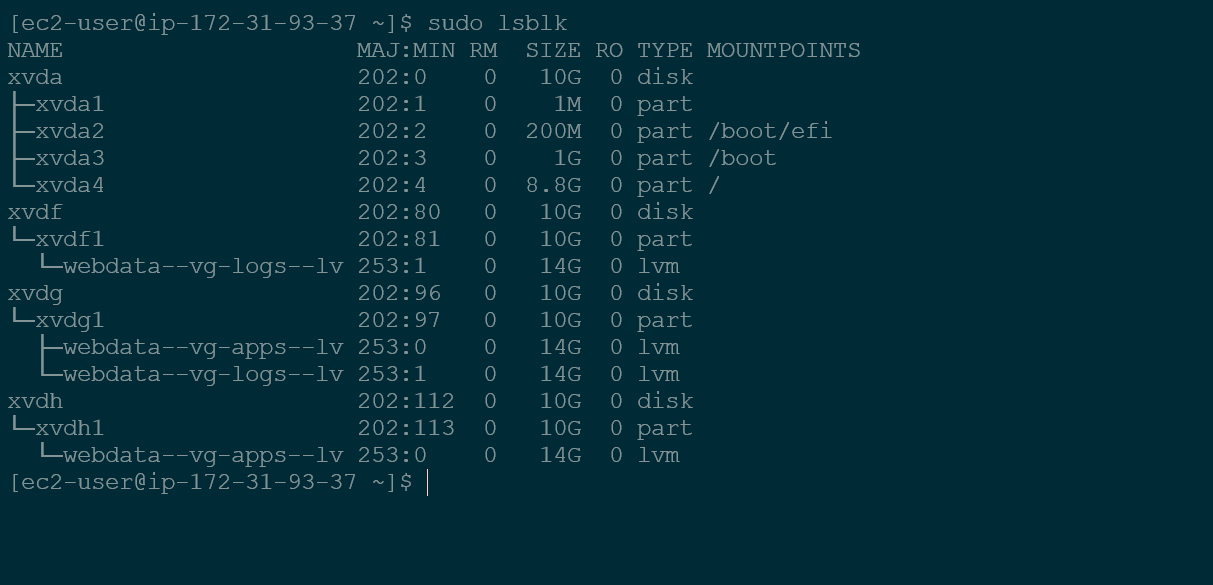 [ec2-user@ip-172-31-93-37 ~]$ sudo lsblk
NAME                     MAJ:MIN RM   SIZE RO TYPE MOUNTPOINTS
xvda                     202:0    0    10G  0 disk
├─xvda1                  202:1    0     1M  0 part
├─xvda2                  202:2    0   200M  0 part /boot/efi
├─xvda3                  202:3    0     1G  0 part /boot
└─xvda4                  202:4    0   8.8G  0 part /
xvdf                     202:80   0    10G  0 disk
└─xvdf1                  202:81   0    10G  0 part
  └─webdata--vg-logs--lv 253:1    0    14G  0 lvm
xvdg                     202:96   0    10G  0 disk
└─xvdg1                  202:97   0    10G  0 part
  ├─webdata--vg-apps--lv 253:0    0    14G  0 lvm
  └─webdata--vg-logs--lv 253:1    0    14G  0 lvm
xvdh                     202:112  0    10G  0 disk
└─xvdh1                  202:113  0    10G  0 part
  └─webdata--vg-apps--lv 253:0    0    14G  0 lvm
[ec2-user@ip-172-31-93-37 ~]$